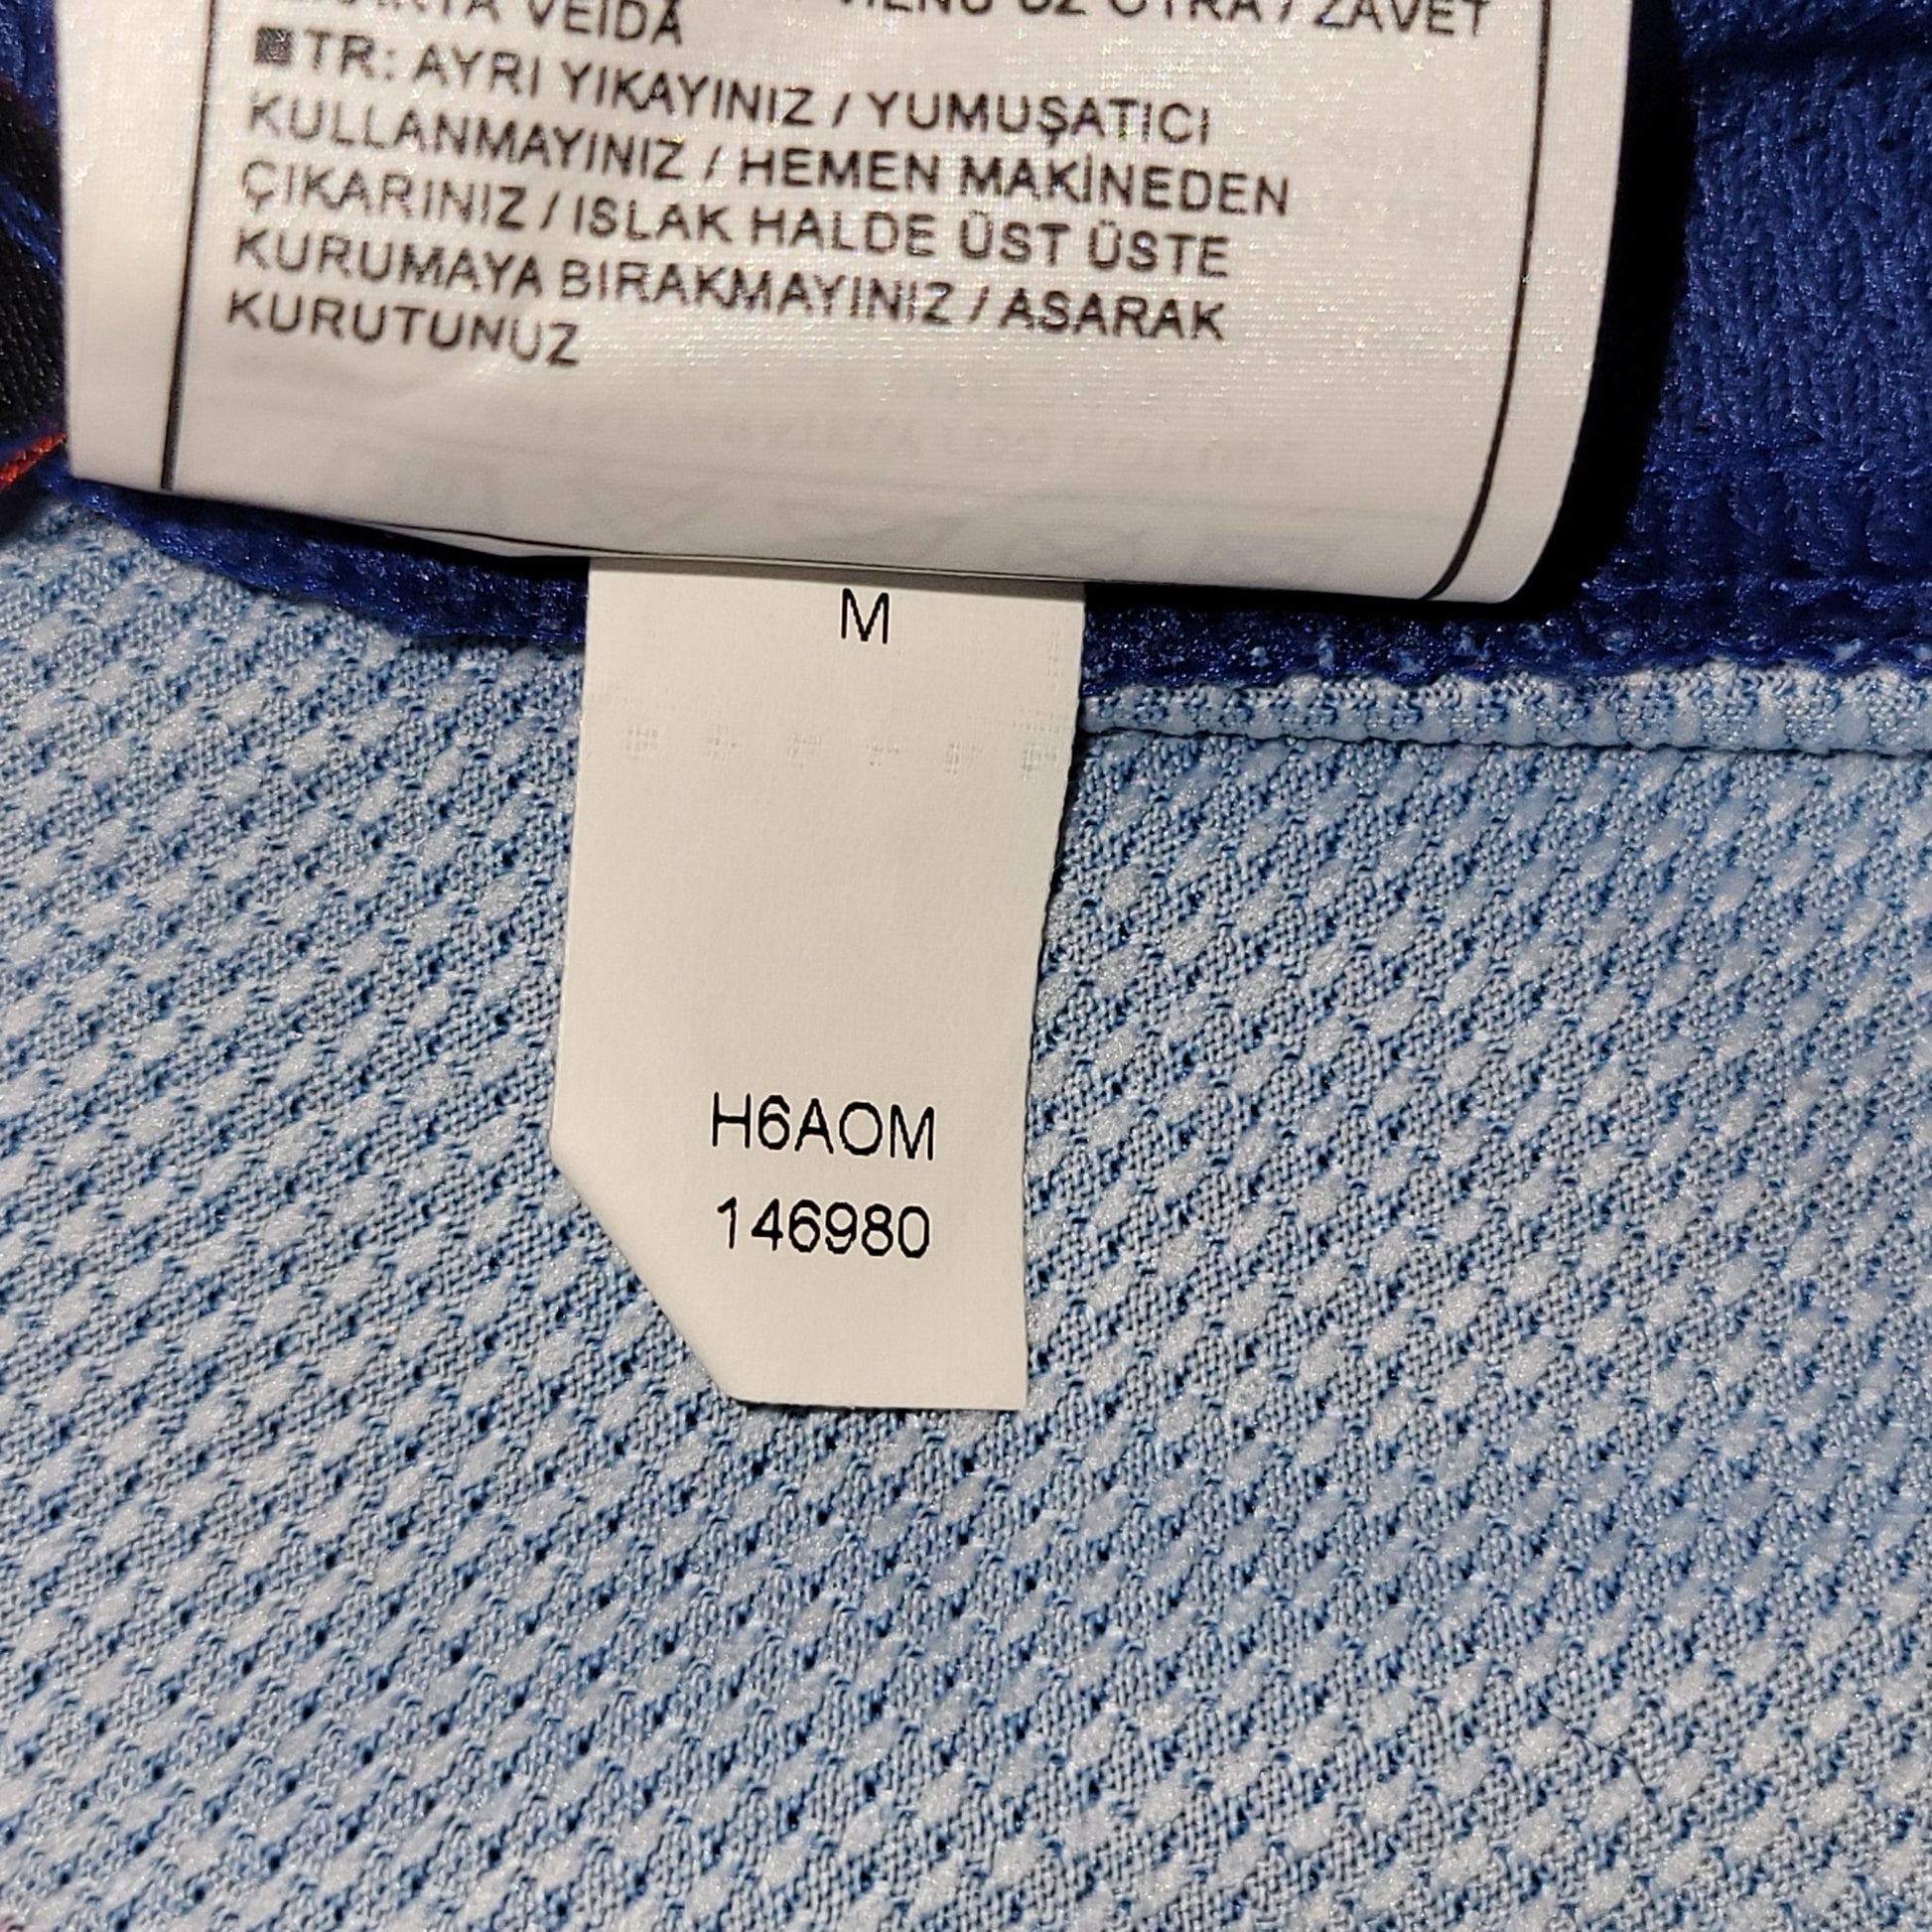 VEIDĀ
■TR: AYRI YIKAYINIZ / YUMUŞATICI
KULLANMAYINIZ / HEMEN MAKİNEDEN
ÇIKARINIZ / ISLAK HALDE ÜST ÜSTE
KURUMAYA BIRAKMAYINIZ / ASARAK
KURUTUNUZ
M
H6AOM
146980